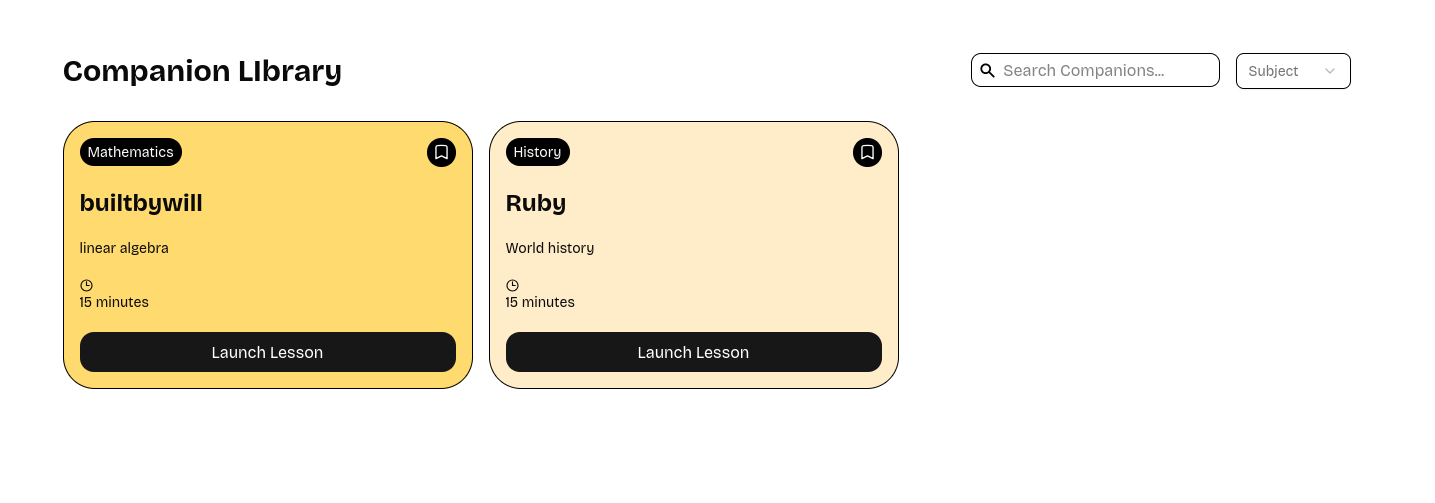 Companion LIbrary
Search Companions...
Subject
Mathematics
builtbywill
linear algebra
15 minutes
Launch Lesson
History
Ruby
World history
15 minutes
Launch Lesson